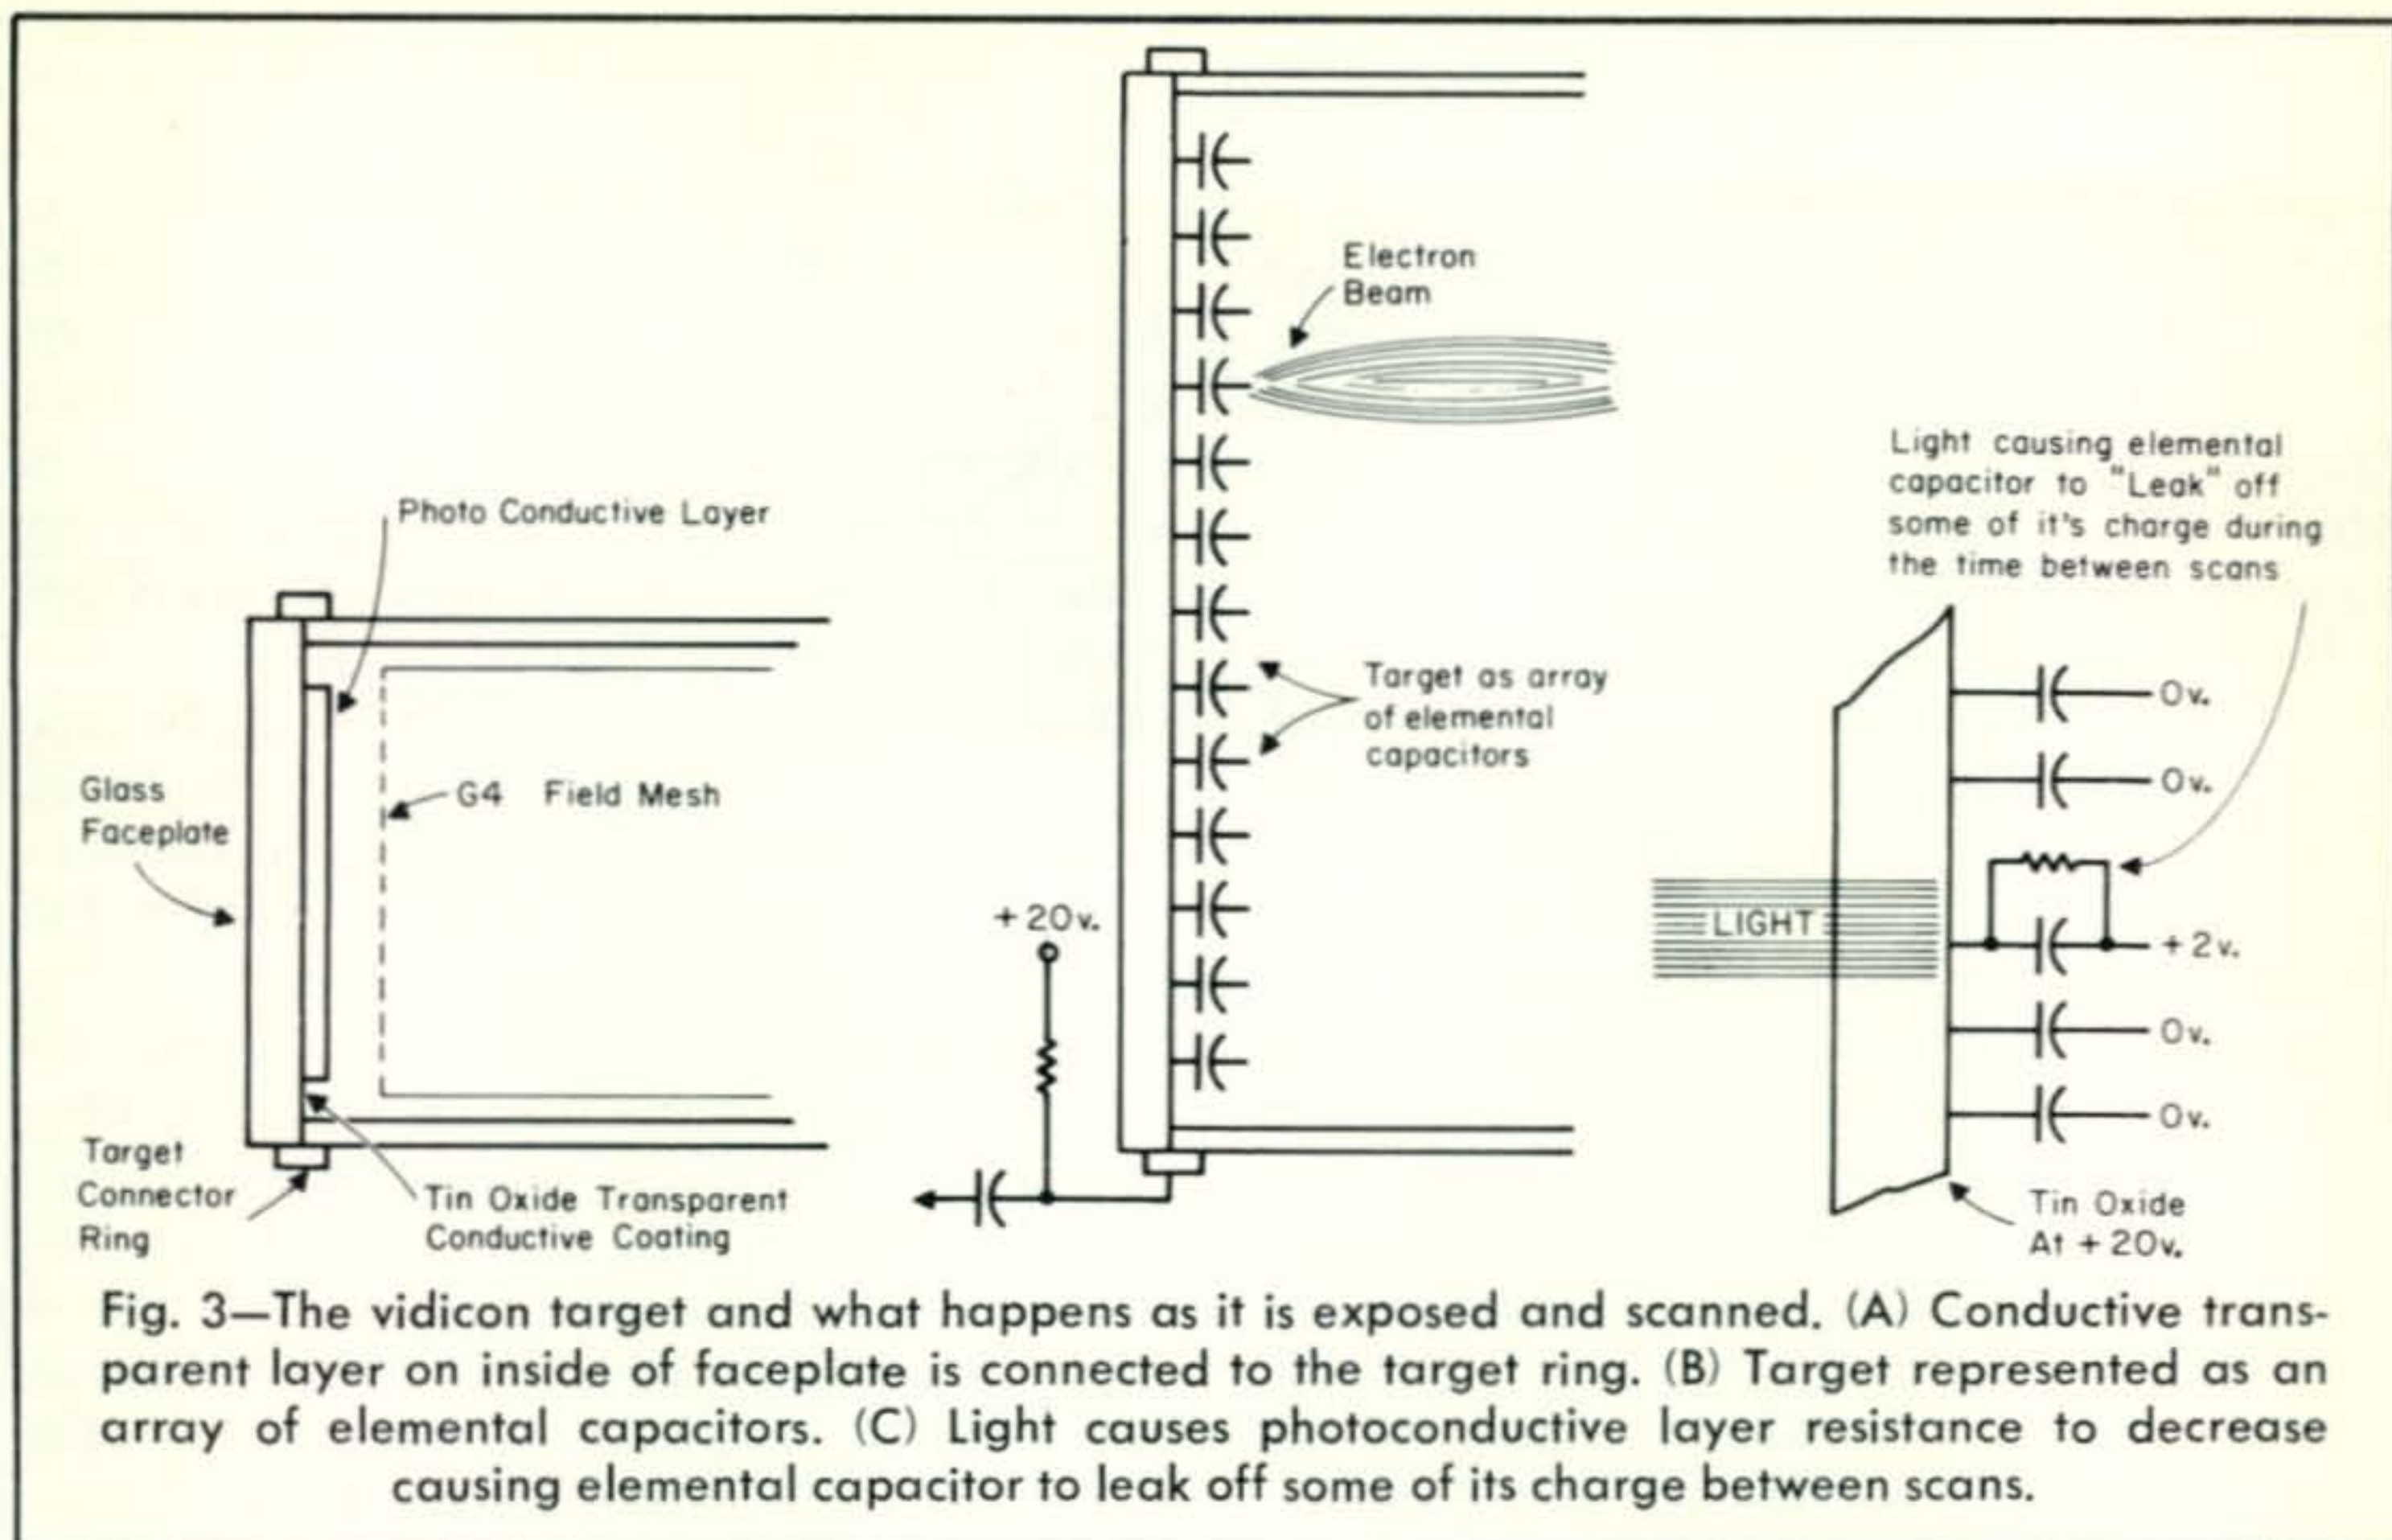 Photo Conductive Layer
Glass
Faceplate
G4 Field Mesh
Target
Connector
Ring
Tin Oxide Transparent
Conductive Coating
Electron
Beam
Target as array
of elemental
capacitors
+20v.
Light causing elemental
capacitor to "Leak" off
some of it's charge during
the time between scans
0v.
0v.
LIGHT
+2v.
0v.
0v.
Tin Oxide
At +20v.
Fig. 3—The vidicon target and what happens as it is exposed and scanned. (A) Conductive trans-
parent layer on inside of faceplate is connected to the target ring. (B) Target represented as an
array of elemental capacitors. (C) Light causes photoconductive layer resistance to decrease
causing elemental capacitor to leak off some of its charge between scans.